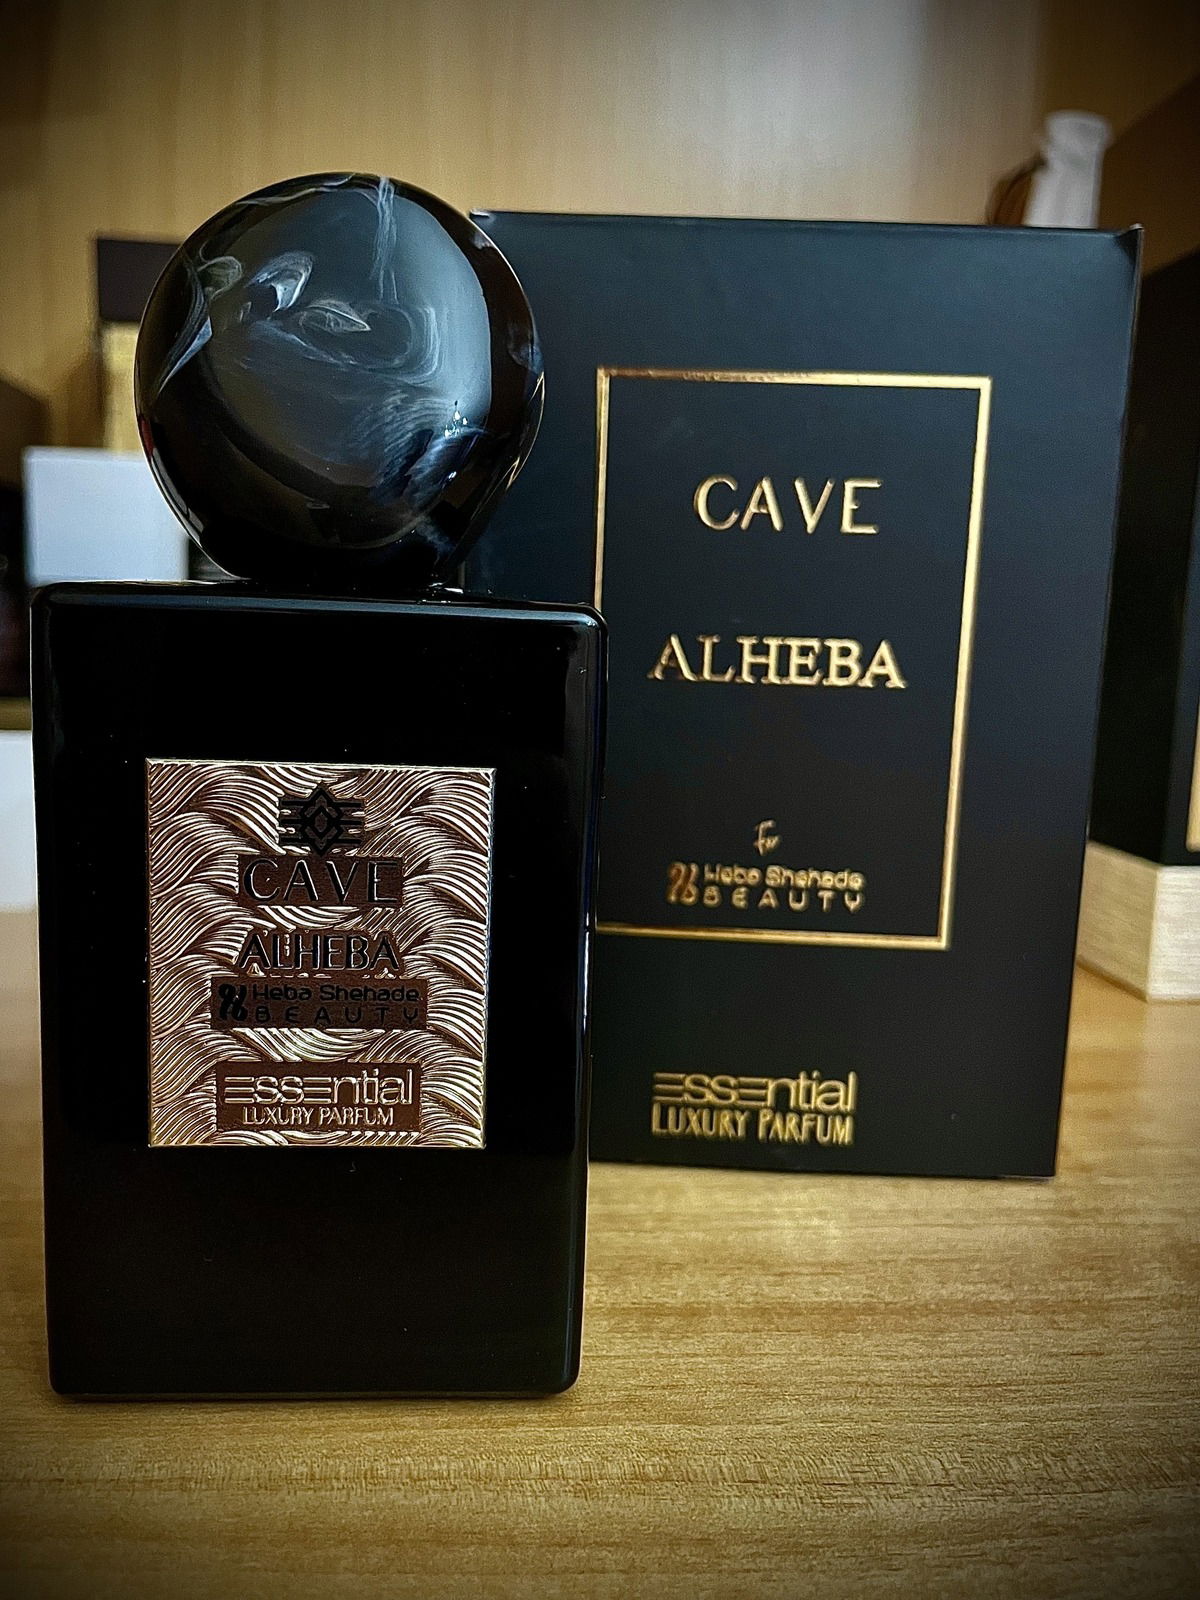 CAVE
ALHEBA
Heba Shehade
BEAUTY
ESSENTIAL
LUXURY PARFUM
CAVE
ALHEBA
For
Heba Shehade
BEAUTY
ESSENTIAL
LUXURY PARFUM